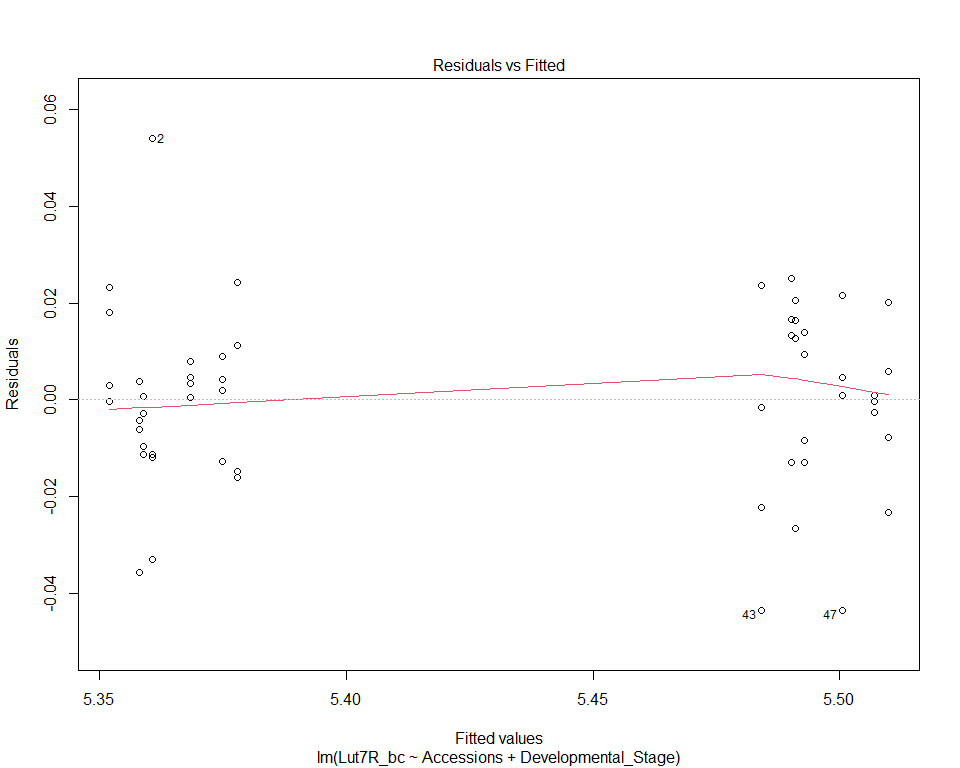 Residuals vs Fitted
0.06
0.04
0.02
0.00
-0.02
-0.04
Residuals
2
43
47
5.35 5.40 5.45 5.50
Fitted values
lm(Lut7R_bc ~ Accessions + Developmental_Stage)